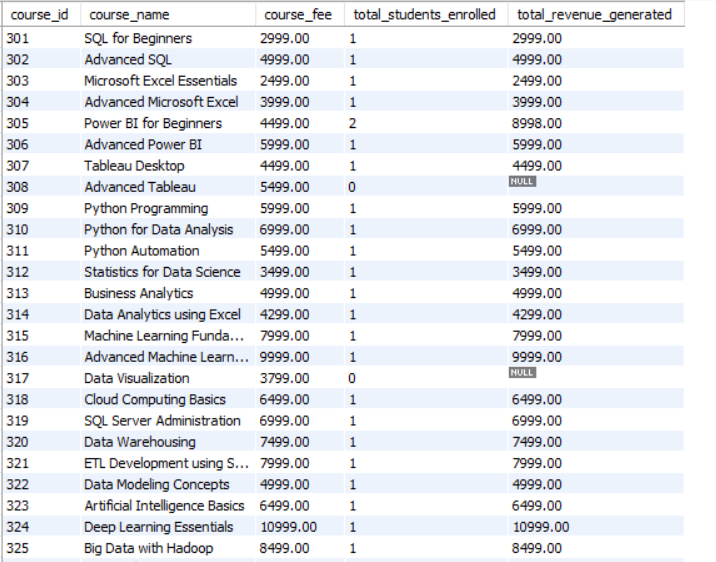 course_id course_name course_fee total_students_enrolled total_revenue_generated
301 SQL for Beginners 2999.00 1 2999.00
302 Advanced SQL 4999.00 1 4999.00
303 Microsoft Excel Essentials 2499.00 1 2499.00
304 Advanced Microsoft Excel 3999.00 1 3999.00
305 Power BI for Beginners 4499.00 2 8998.00
306 Advanced Power BI 5999.00 1 5999.00
307 Tableau Desktop 4499.00 1 4499.00
308 Advanced Tableau 5499.00 0 NULL
309 Python Programming 5999.00 1 5999.00
310 Python for Data Analysis 6999.00 1 6999.00
311 Python Automation 5499.00 1 5499.00
312 Statistics for Data Science 3499.00 1 3499.00
313 Business Analytics 4999.00 1 4999.00
314 Data Analytics using Excel 4299.00 1 4299.00
315 Machine Learning Funda... 7999.00 1 7999.00
316 Advanced Machine Learn... 9999.00 1 9999.00
317 Data Visualization 3799.00 0 NULL
318 Cloud Computing Basics 6499.00 1 6499.00
319 SQL Server Administration 6999.00 1 6999.00
320 Data Warehousing 7499.00 1 7499.00
321 ETL Development using S... 7999.00 1 7999.00
322 Data Modeling Concepts 4999.00 1 4999.00
323 Artificial Intelligence Basics 6499.00 1 6499.00
324 Deep Learning Essentials 10999.00 1 10999.00
325 Big Data with Hadoop 8499.00 1 8499.00